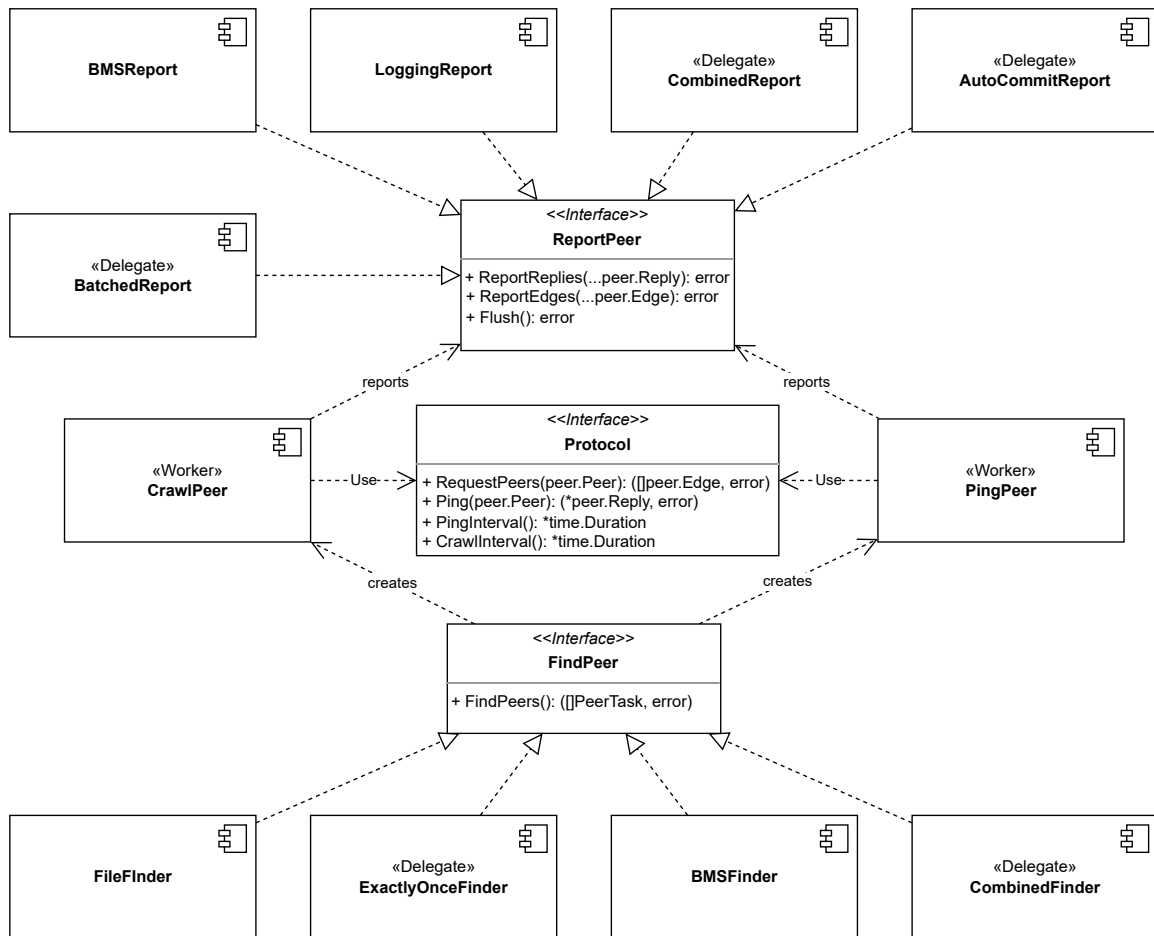 BMSReport
LoggingReport
«Delegate»
CombinedReport
«Delegate»
AutoCommitReport
<<Interface>>
ReportPeer
+ ReportReplies(...peer.Reply): error
+ ReportEdges(...peer.Edge): error
+ Flush(): error
«Delegate»
BatchedReport
reports
reports
«Worker»
CrawlPeer
Use
<<Interface>>
Protocol
+ RequestPeers(peer.Peer): ([]peer.Edge, error)
+ Ping(peer.Peer): (*peer.Reply, error)
+ PingInterval(): *time.Duration
+ CrawlInterval(): *time.Duration
Use
«Worker»
PingPeer
creates
creates
<<Interface>>
FindPeer
+ FindPeers(): ([]PeerTask, error)
FileFInder
«Delegate»
ExactlyOnceFinder
BMSFinder
«Delegate»
CombinedFinder